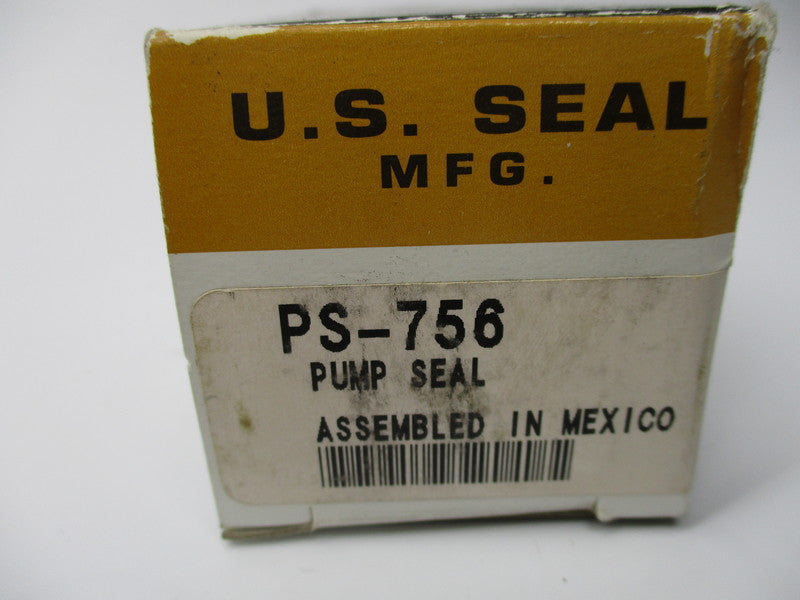 U.S. SEAL
MFG.
PS-756
PUMP SEAL
ASSEMBLED IN MEXICO